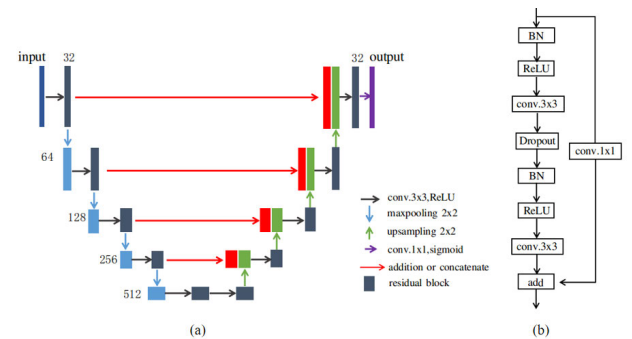 input
32
32
output
64
128
256
512
conv.3x3,ReLU
maxpooling 2x2
upsampling 2x2
conv.1x1,sigmoid
addition or concatenate
residual block
(a)
BN
ReLU
conv.3x3
Dropout
conv.1x1
BN
ReLU
conv.3x3
add
(b)